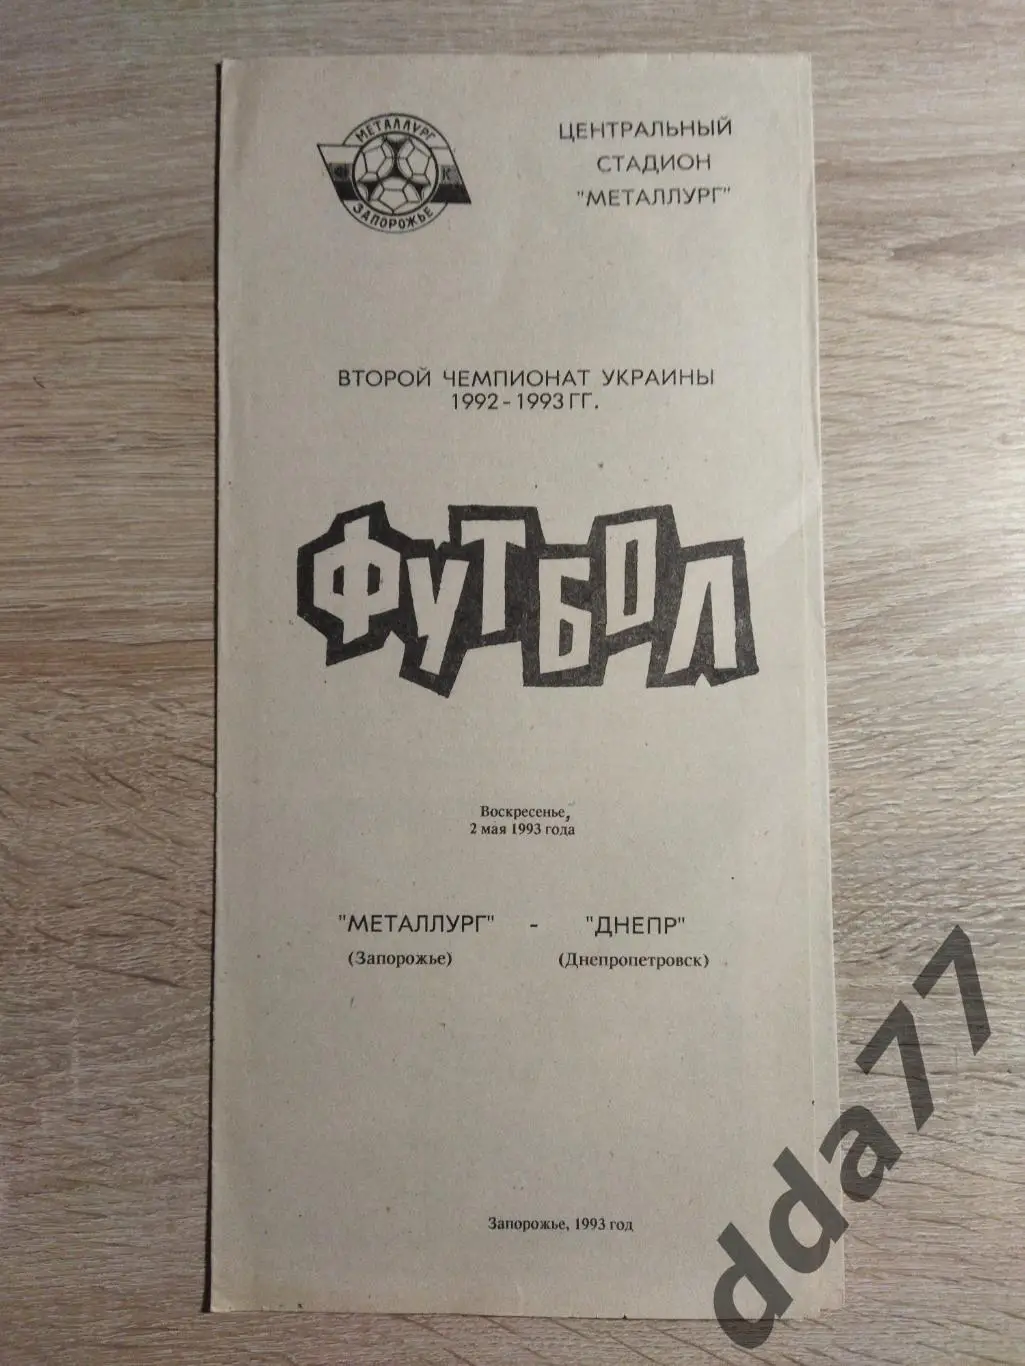 МЕТАЛЛУРГ
Ф К
ЗАПОРОЖЬЕ
ЦЕНТРАЛЬНЫЙ
СТАДИОН
"МЕТАЛЛУРГ"
ВТОРОЙ ЧЕМПИОНАТ УКРАИНЫ
1992-1993 ГГ.
ФУТБОЛ
Воскресенье,
2 мая 1993 года
"МЕТАЛЛУРГ" - "ДНЕПР"
(Запорожье) (Днепропетровск)
Запорожье, 1993 год
dda77